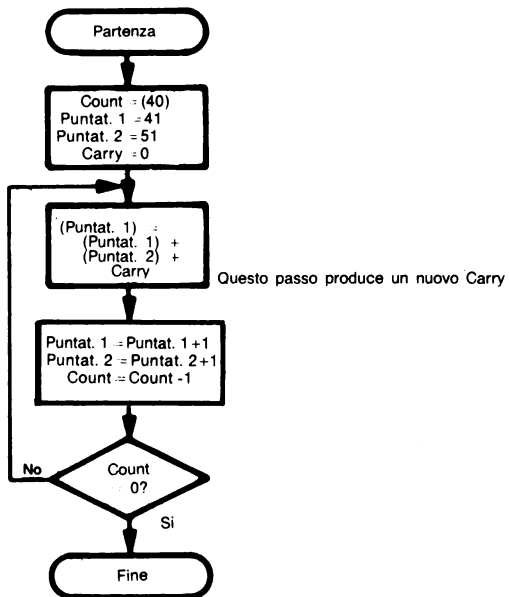 Partenza
Count = (40)
Puntat. 1 = 41
Puntat. 2 = 51
Carry = 0
(Puntat. 1) =
(Puntat. 1) +
(Puntat. 2) +
Carry
Questo passo produce un nuovo Carry
Puntat. 1 = Puntat. 1+1
Puntat. 2 = Puntat. 2+1
Count = Count -1
Count
= 0?
No
Si
Fine